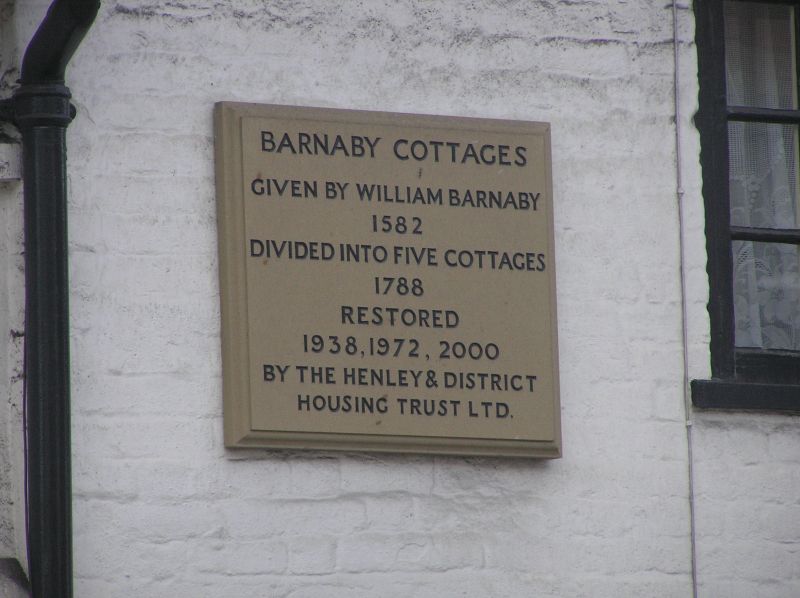 BARNABY COTTAGES
GIVEN BY WILLIAM BARNABY
1582
DIVIDED INTO FIVE COTTAGES
1788
RESTORED
1938, 1972, 2000
BY THE HENLEY & DISTRICT
HOUSING TRUST LTD.